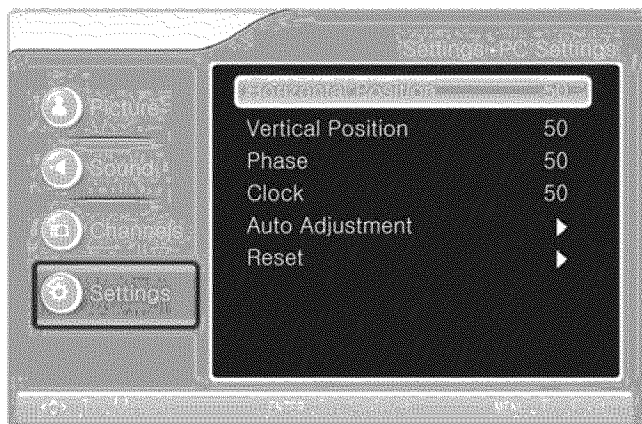 Settings•PC Settings
Picture
Sound
Channels
Settings
Horizontal Position 50
Vertical Position 50
Phase 50
Clock 50
Auto Adjustment
Reset